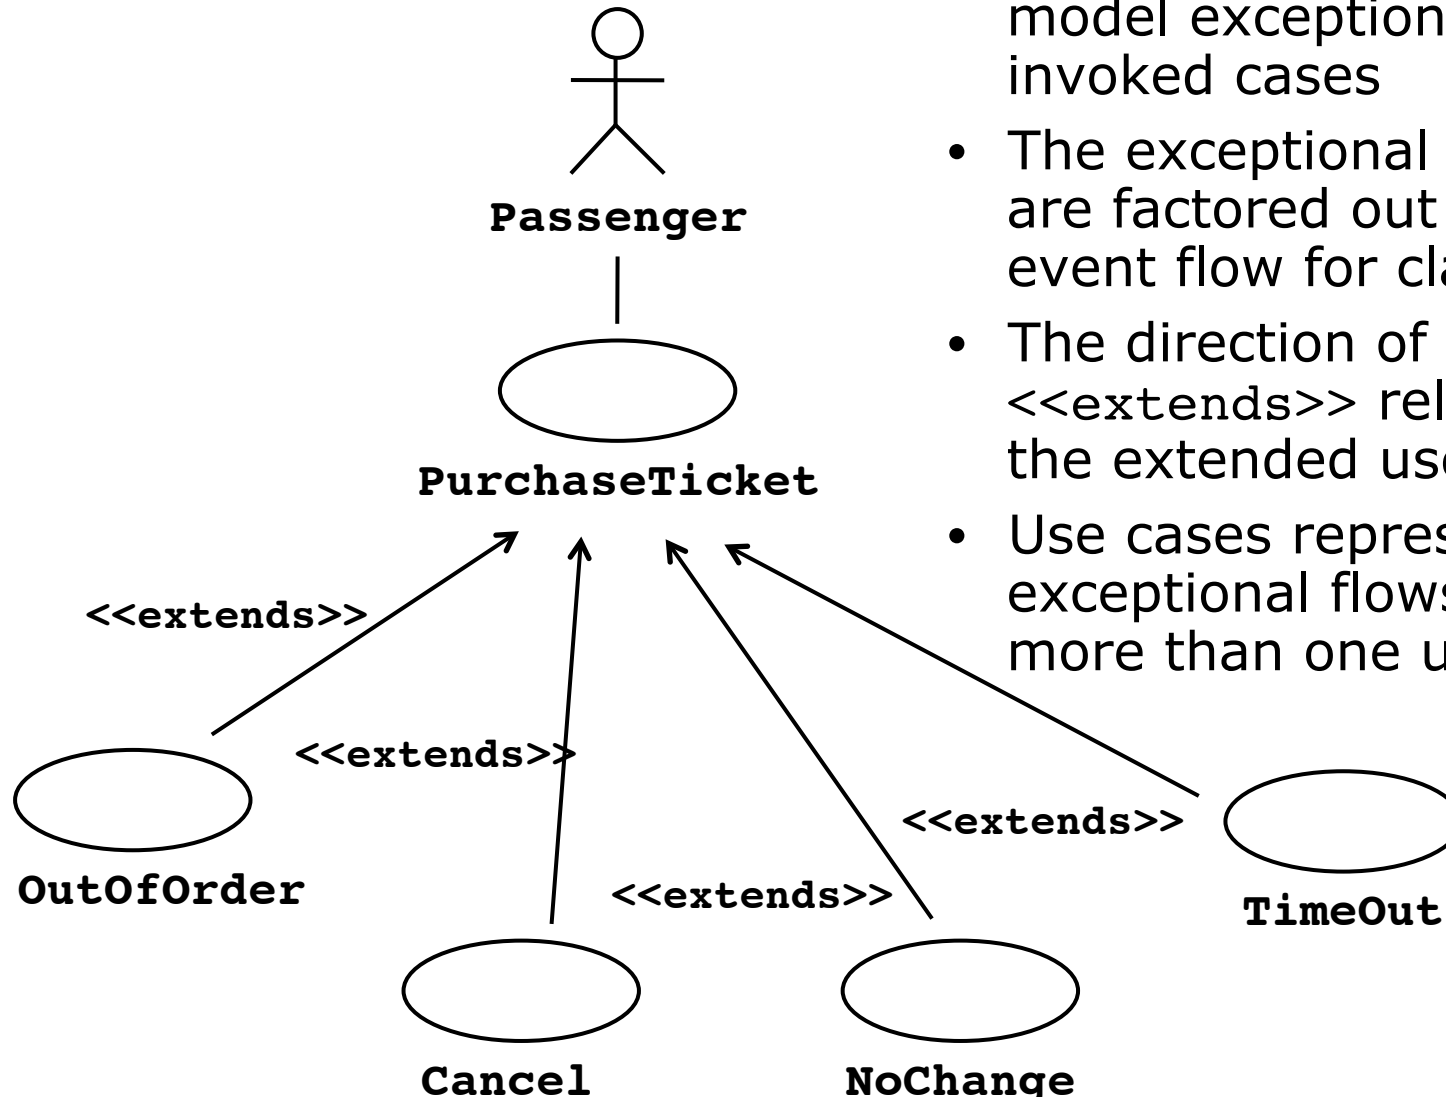 model exception
invoked cases
• The exceptional
are factored out
event flow for cla
• The direction of
<<extends>> rel
the extended us
• Use cases repres
exceptional flows
more than one u
Passenger
PurchaseTicket
<<extends>>
<<extends>>
<<extends>>
<<extends>>
OutOfOrder
TimeOut
Cancel
NoChange